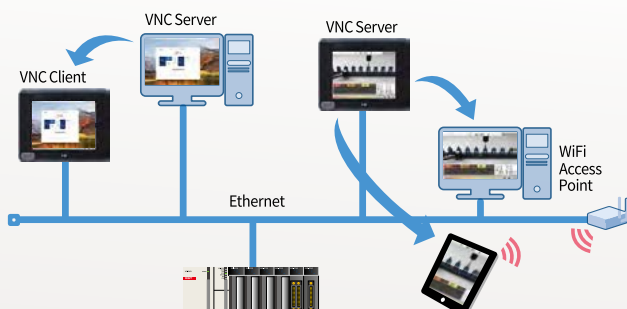 VNC Server
VNC Server
VNC Client
WiFi
Access
Point
Ethernet